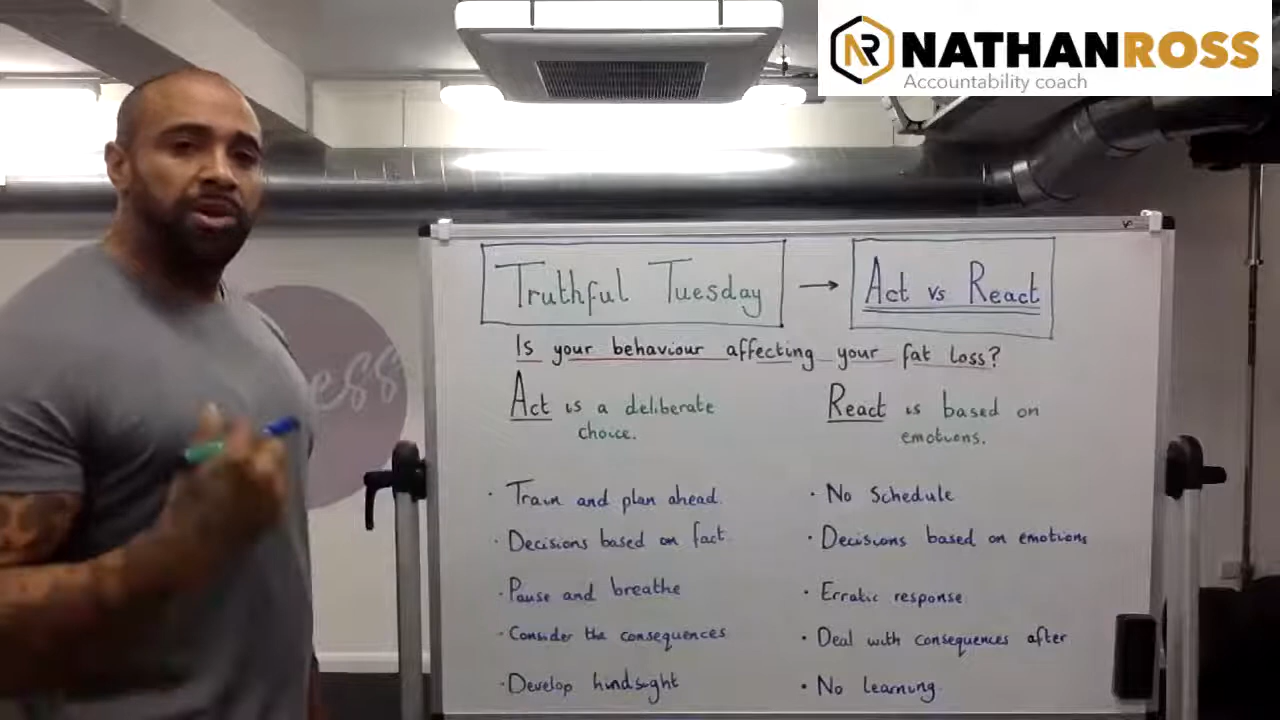 NATHANROSS
Accountability coach
Truthful Tuesday → Act vs React
Is your behaviour affecting your fat loss?
Act is a deliberate choice.
React is based on emotions.
· Train and plan ahead.
· Decisions based on fact.
· Pause and breathe
· Consider the consequences
· Develop hindsight
· No Schedule
· Decisions based on emotions
· Erratic response
· Deal with consequences after
· No learning.